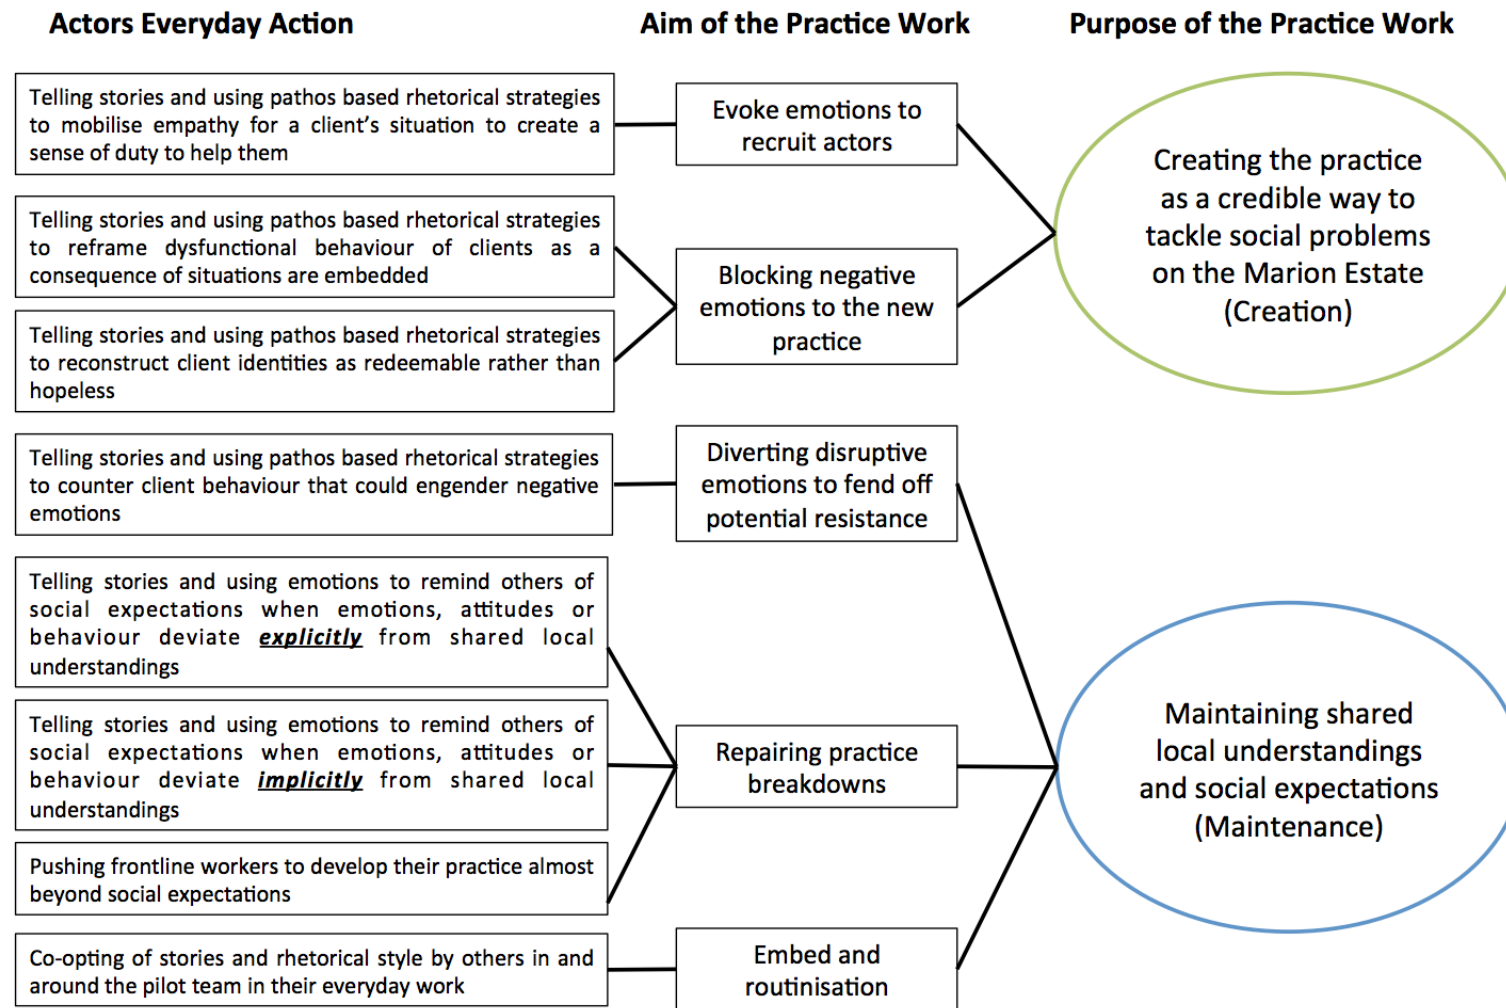 Actors Everyday Action
Aim of the Practice Work
Purpose of the Practice Work
Telling stories and using pathos based rhetorical strategies
to mobilise empathy for a client's situation to create a
sense of duty to help them
Telling stories and using pathos based rhetorical strategies
to reframe dysfunctional behaviour of clients as a
consequence of situations are embedded
Telling stories and using pathos based rhetorical strategies
to reconstruct client identities as redeemable rather than
hopeless
Telling stories and using pathos based rhetorical strategies
to counter client behaviour that could engender negative
emotions
Telling stories and using emotions to remind others of
social expectations when emotions, attitudes or
behaviour deviate explicitly from shared local
understandings
Telling stories and using emotions to remind others of
social expectations when emotions, attitudes or
behaviour deviate implicitly from shared local
understandings
Pushing frontline workers to develop their practice almost
beyond social expectations
Co-opting of stories and rhetorical style by others in and
around the pilot team in their everyday work
Evoke emotions to
recruit actors
Blocking negative
emotions to the new
practice
Diverting disruptive
emotions to fend off
potential resistance
Repairing practice
breakdowns
Embed and
routinisation
Creating the practice
as a credible way to
tackle social problems
on the Marion Estate
(Creation)
Maintaining shared
local understandings
and social expectations
(Maintenance)